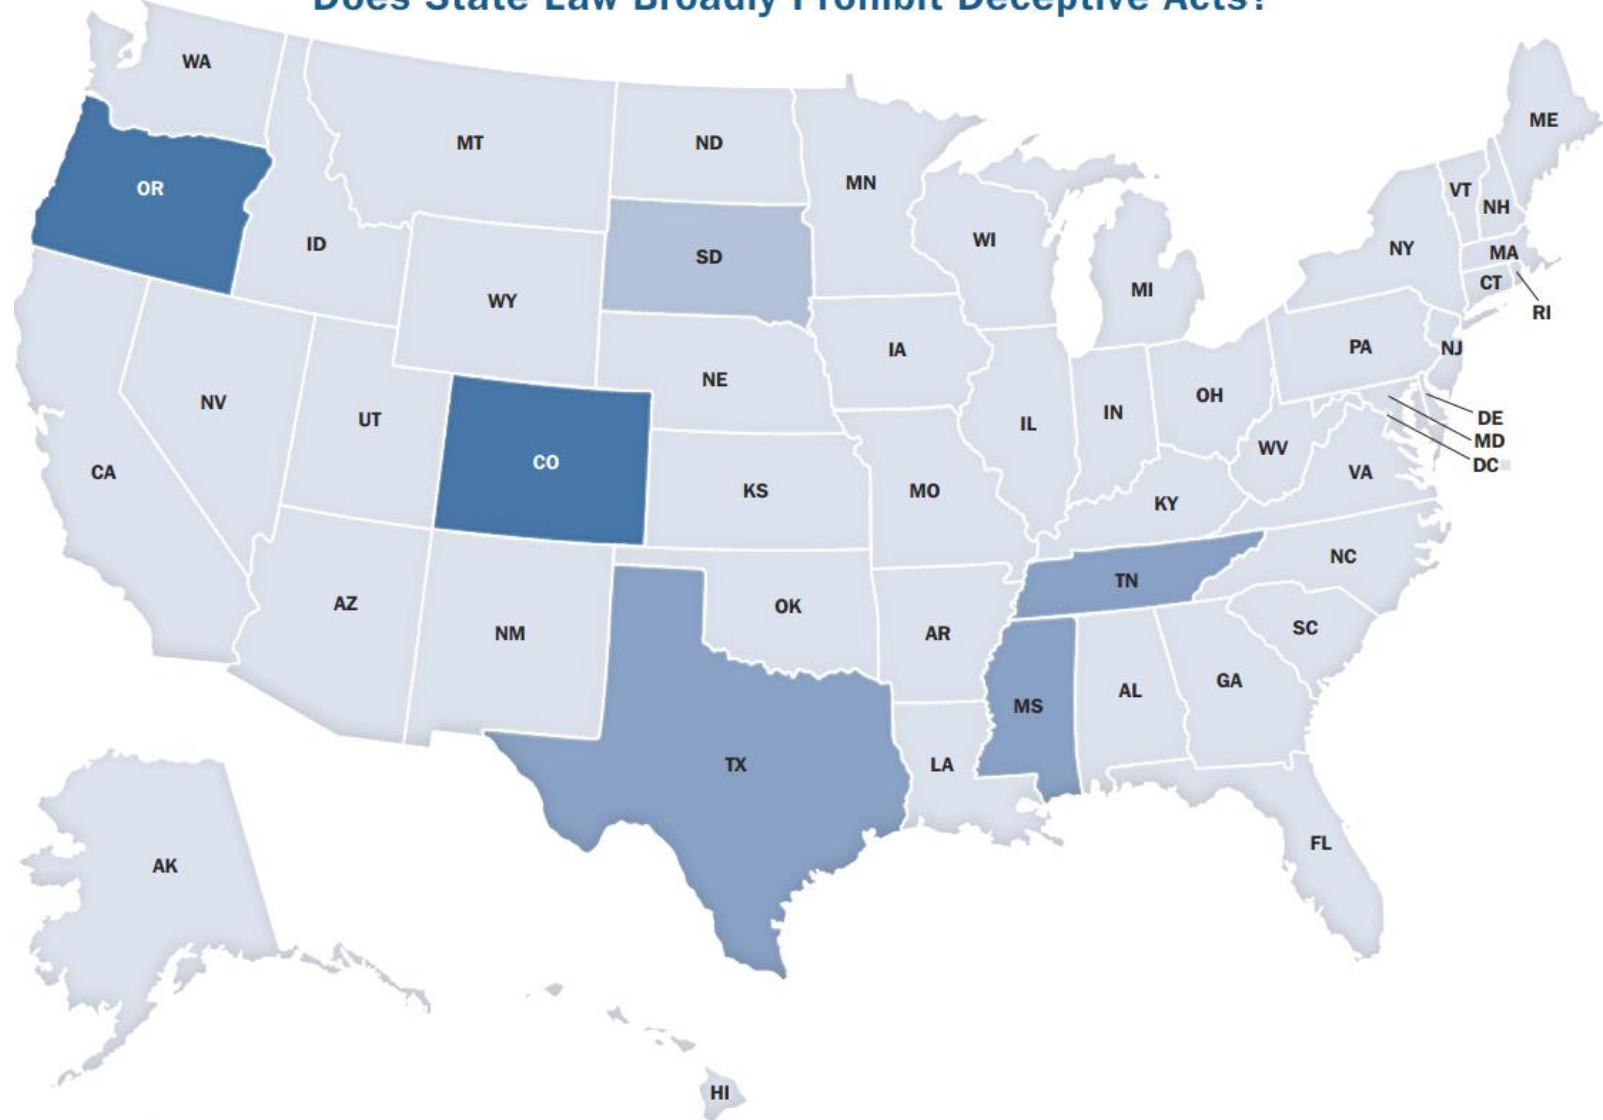 Does State Law Broadly Prohibit Deceptive Acts?
WA
MT
ND
MN
ME
OR
VT
NH
ID
SD
WI
NY
MA
WY
MI
CT
RI
IA
PA
NJ
NE
NV
UT
OH
IL
IN
DE
MD
CO
WV
DC
CA
KS
MO
VA
KY
NC
AZ
OK
TN
NM
AR
SC
MS
AL
GA
TX
LA
FL
AK
HI